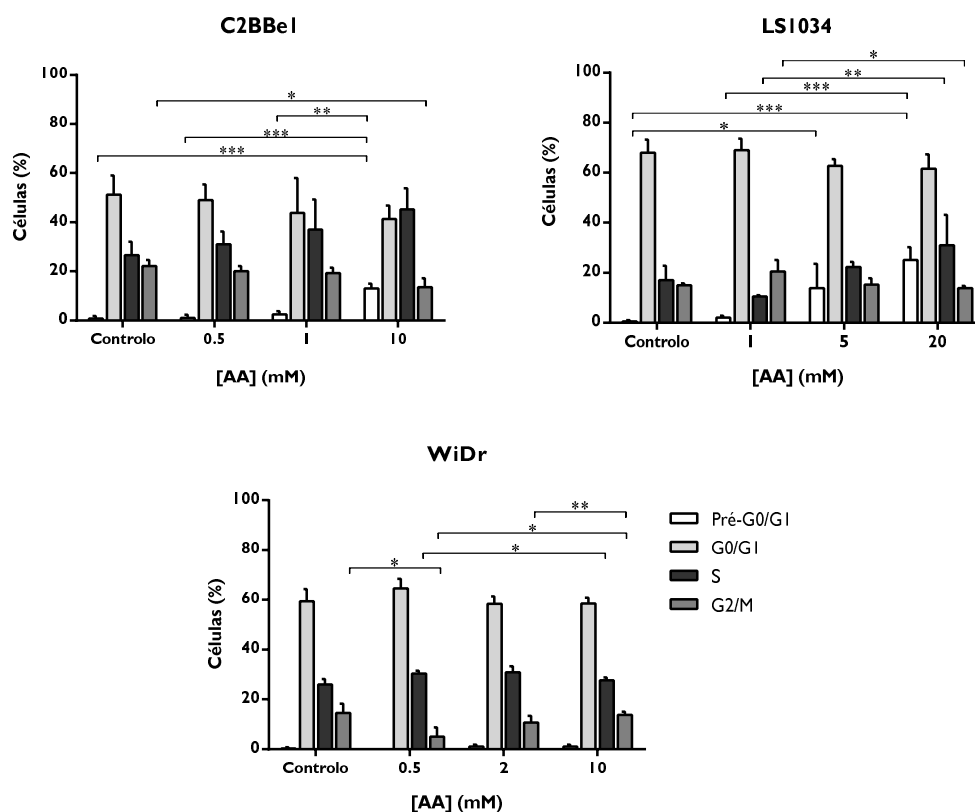 C2BBe1
*
**
***
***
100
80
60
40
20
0
Células (%)
Controlo 0.5 1 10
[AA] (mM)
LS1034
*
**
***
***
*
100
80
60
40
20
0
Células (%)
Controlo 1 5 20
[AA] (mM)
WiDr
**
*
*
*
100
80
60
40
20
0
Células (%)
Controlo 0.5 2 10
[AA] (mM)
Pré-G0/G1
G0/G1
S
G2/M